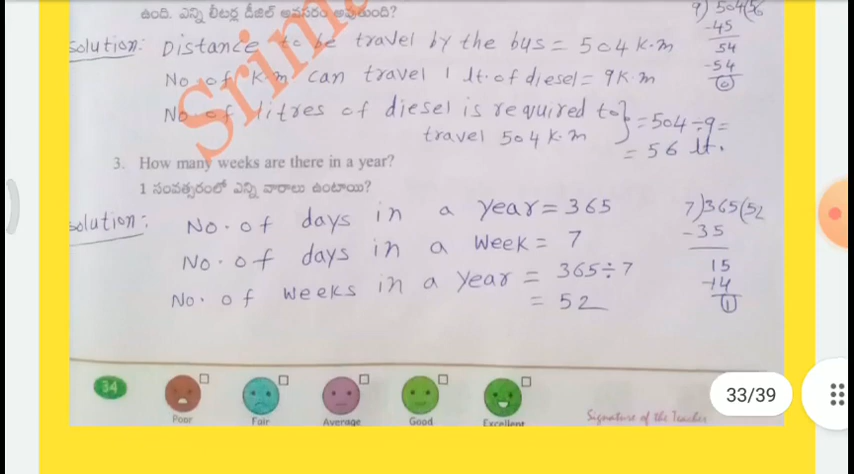 ఉంది. ఎన్ని లీటర్ల డీజిల్ అవసరం అవుతుంది?
9) 504(56
-45
54
-54
0
Solution: Distance to be travel by the bus = 504 K.m
No of K.m can travel 1 lt. of diesel = 9K.m
No of litres of diesel is required to} = 504÷9=
travel 504 K.m
= 56 lt.
3. How many weeks are there in a year?
1 సంవత్సరంలో ఎన్ని వారాలు ఉంటాయి?
Solution: No. of days in a year = 365
No. of days in a week = 7
No. of weeks in a year = 365÷7
= 52
7)365(52
-35
15
-14
1
Srim
34
Poor Fair Average Good Excellent
Signature of the Teacher
33/39